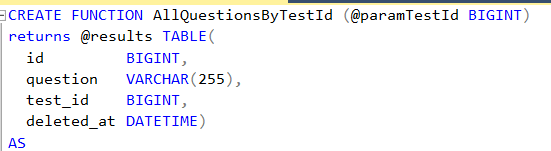 CREATE FUNCTION AllQuestionsByTestId (@paramTestId BIGINT)
returns @results TABLE(
  id         BIGINT,
  question   VARCHAR(255),
  test_id    BIGINT,
  deleted_at DATETIME)
AS